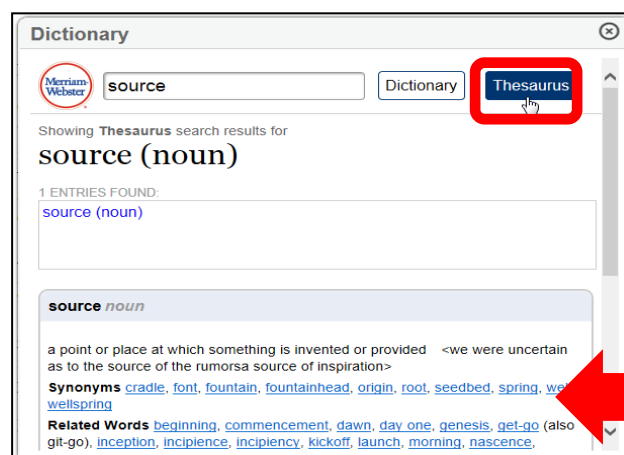 Dictionary
Merriam-
Webster
source
Dictionary
Thesaurus
Showing Thesaurus search results for
source (noun)
1 ENTRIES FOUND:
source (noun)
source noun
a point or place at which something is invented or provided <we were uncertain
as to the source of the rumorsa source of inspiration>
Synonyms cradle, font, fountain, fountainhead, origin, root, seedbed, spring,
wellspring
Related Words beginning, commencement, dawn, day one, genesis, get-go (also
git-go), inception, incipience, incipiency, kickoff, launch, morning, nascence,